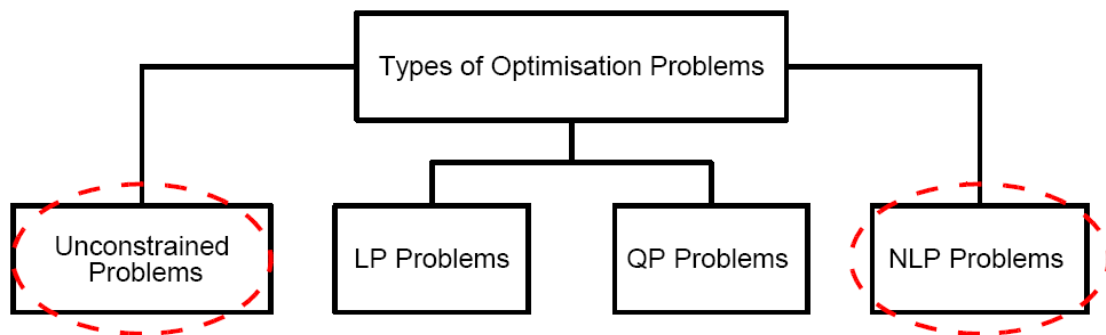 Types of Optimisation Problems
Unconstrained
Problems
LP Problems
QP Problems
NLP Problems